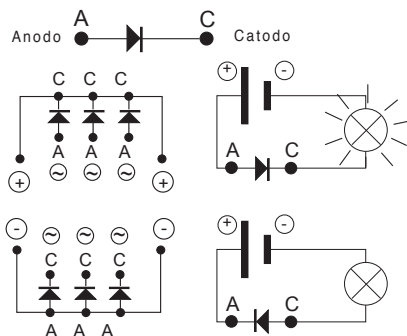 Anodo A C Catodo
C C C
A A A
+ ~ ~ ~ +
+ -
A C
- ~ ~ ~ -
C C C
A A A
+ -
A C